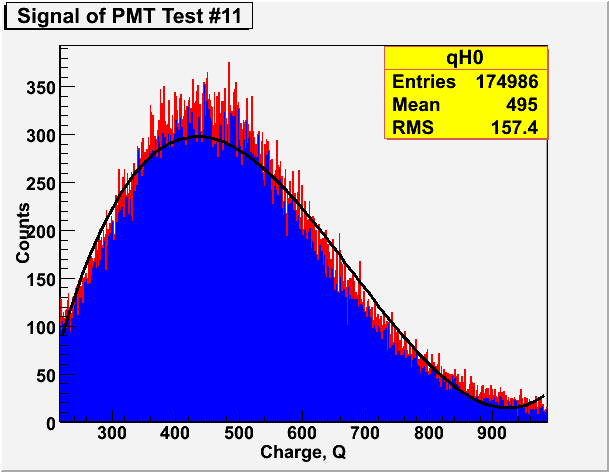 Signal of PMT Test #11
qH0
Entries 174986
Mean 495
RMS 157.4
350
300
250
200
150
100
50
0
Counts
300 400 500 600 700 800 900
Charge, Q